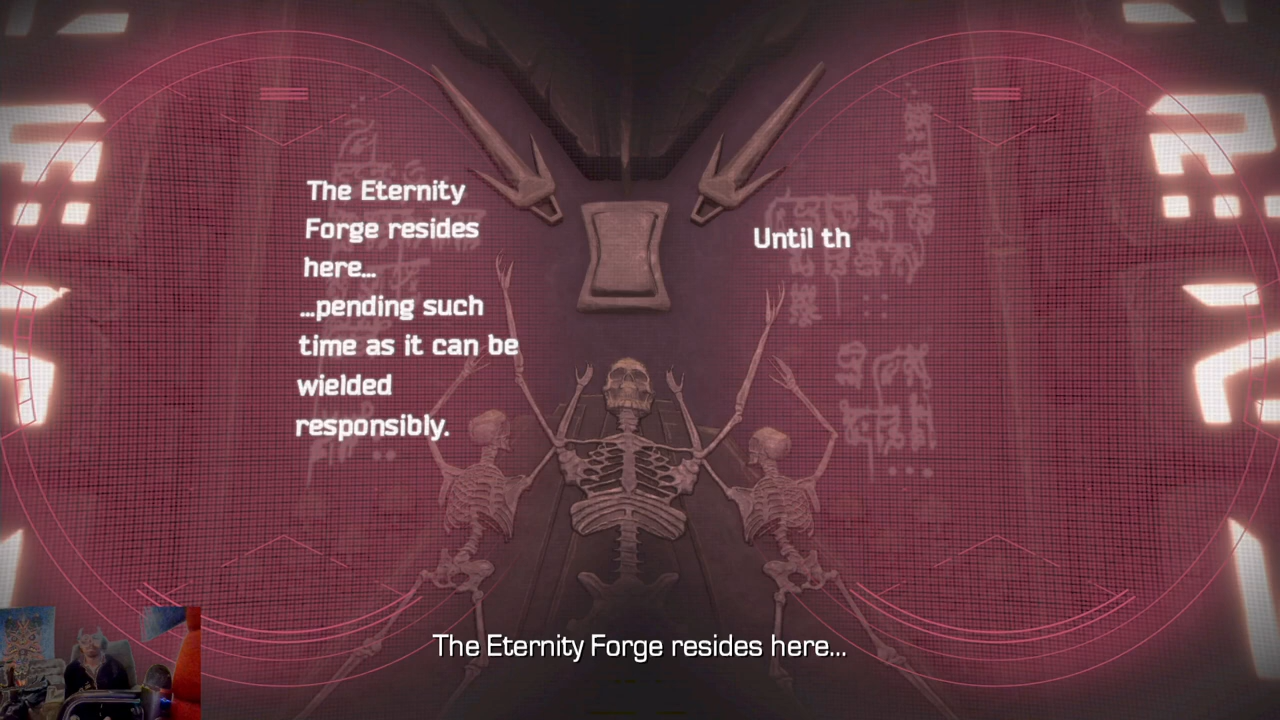 The Eternity
Forge resides
here...
...pending such
time as it can be
wielded
responsibly.
Until th
The Eternity Forge resides here...